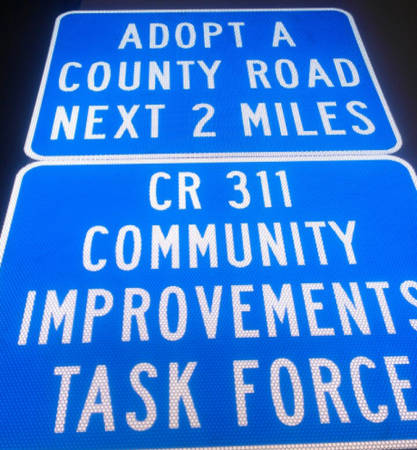 ADOPT A
COUNTY ROAD
NEXT 2 MILES
CR 311
COMMUNITY
IMPROVEMENTS
TASK FORCE